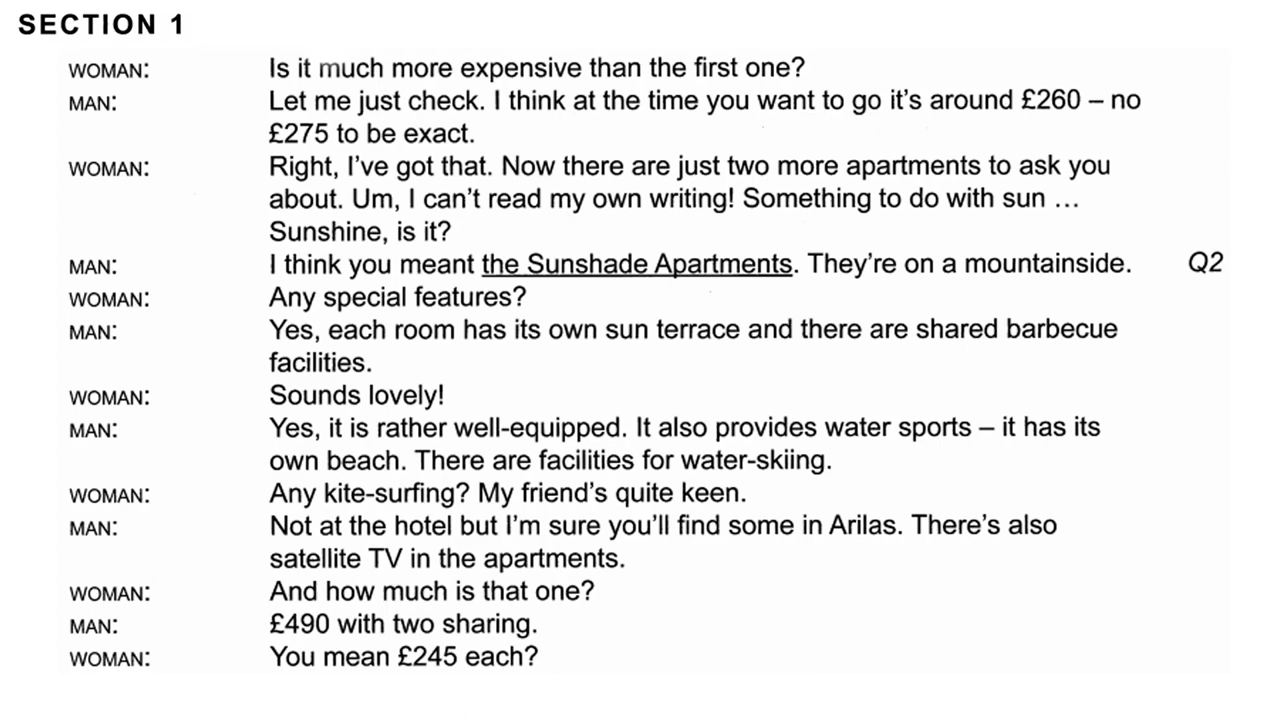 SECTION 1
WOMAN: Is it much more expensive than the first one?
MAN: Let me just check. I think at the time you want to go it's around £260 – no
£275 to be exact.
WOMAN: Right, I've got that. Now there are just two more apartments to ask you
about. Um, I can't read my own writing! Something to do with sun …
Sunshine, is it?
MAN: I think you meant the Sunshade Apartments. They're on a mountainside. Q2
WOMAN: Any special features?
MAN: Yes, each room has its own sun terrace and there are shared barbecue
facilities.
WOMAN: Sounds lovely!
MAN: Yes, it is rather well-equipped. It also provides water sports – it has its
own beach. There are facilities for water-skiing.
WOMAN: Any kite-surfing? My friend's quite keen.
MAN: Not at the hotel but I'm sure you'll find some in Arilas. There's also
satellite TV in the apartments.
WOMAN: And how much is that one?
MAN: £490 with two sharing.
WOMAN: You mean £245 each?